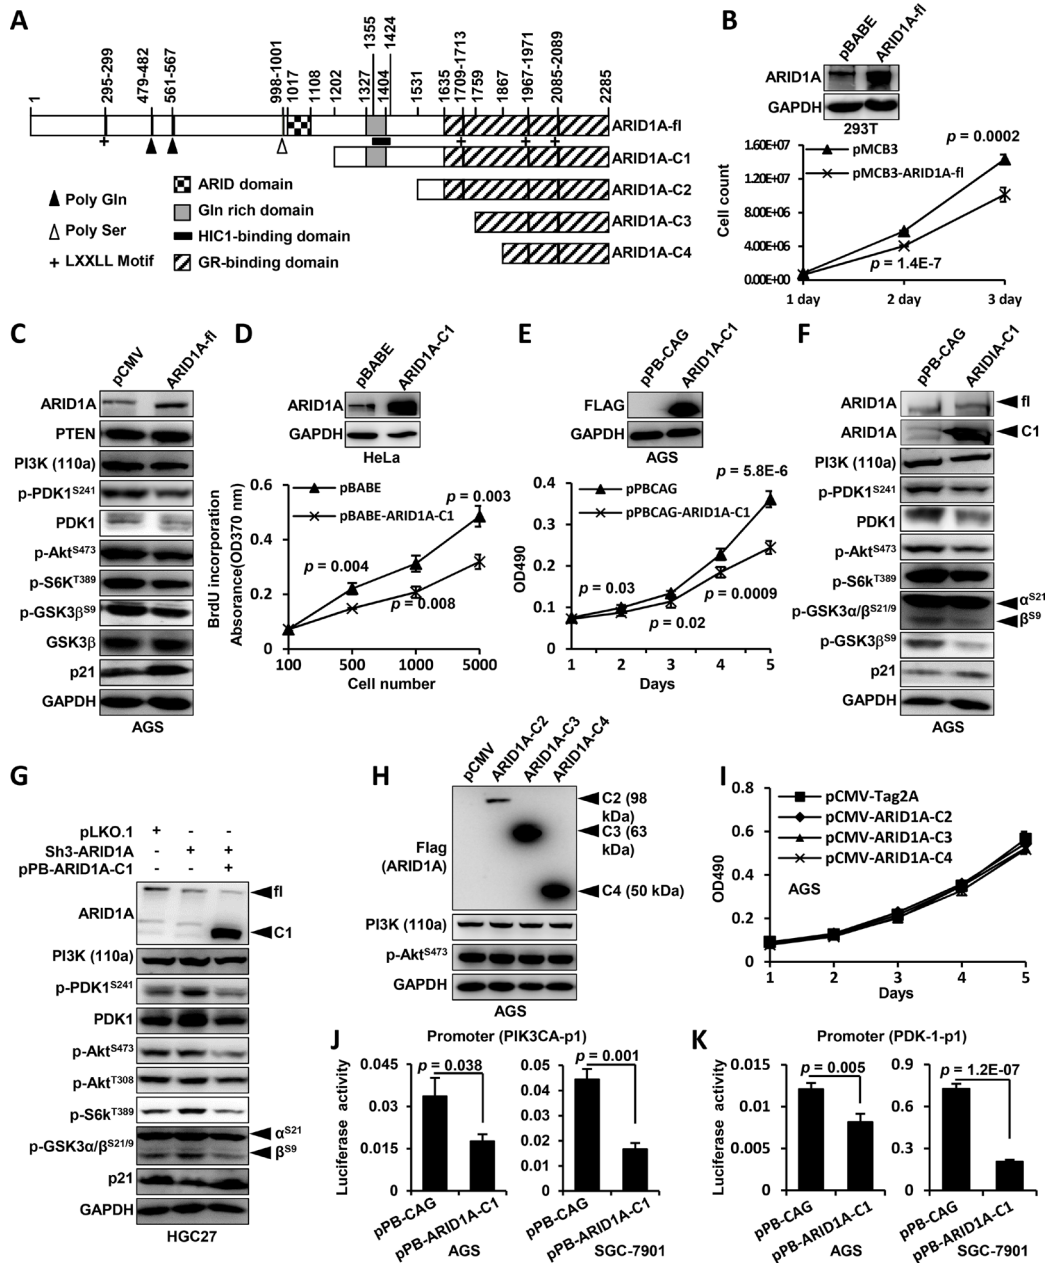 A
1
295-299
479-482
561-567
998-1001
1017
1108
1202
1327
1355
1404
1424
1531
1635
1709-1713
1759
1867
1967-1971
2085-2089
2285
ARID1A-fl
ARID1A-C1
ARID1A-C2
ARID1A-C3
ARID1A-C4
Poly Gln
Poly Ser
+ LXXLL Motif
ARID domain
Gln rich domain
HIC1-binding domain
GR-binding domain
B
pBABE
ARID1A-fl
ARID1A
GAPDH
293T
Cell count
1.60E+07
1.20E+07
8.00E+06
4.00E+06
0.00E+00
pMCB3
pMCB3-ARID1A-fl
p = 0.0002
p = 1.4E-7
1 day
2 day
3 day
C
pCMV
ARID1A-fl
ARID1A
PTEN
PI3K (110a)
p-PDK1S241
PDK1
p-AktS473
p-S6KT389
p-GSK3βS9
GSK3β
p21
GAPDH
AGS
D
pBABE
ARID1A-C1
ARID1A
GAPDH
HeLa
BrdU incorporation
Absorance(OD370 nm)
0.6
0.4
0.2
0
pBABE
pBABE-ARID1A-C1
p = 0.003
p = 0.004
p = 0.008
100
500
1000
5000
Cell number
E
pPB-CAG
ARID1A-C1
FLAG
GAPDH
AGS
OD490
0.4
0.3
0.2
0.1
0
p = 5.8E-6
pPBCAG
pPBCAG-ARID1A-C1
p = 0.03
p = 0.0009
p = 0.02
1
2
3
4
5
Days
F
pPB-CAG
ARIDIA-C1
ARID1A
fl
ARID1A
C1
PI3K (110a)
p-PDK1S241
PDK1
p-AktS473
p-S6kT389
p-GSK3α/βS21/9
αS21
βS9
p-GSK3βS9
p21
GAPDH
AGS
G
pLKO.1 + - -
Sh3-ARID1A - + +
pPB-ARID1A-C1 - - +
ARID1A
fl
C1
PI3K (110a)
p-PDK1S241
PDK1
p-AktS473
p-AktT308
p-S6kT389
p-GSK3α/βS21/9
αS21
βS9
p21
GAPDH
HGC27
H
pCMV
ARID1A-C2
ARID1A-C3
ARID1A-C4
Flag
(ARID1A)
C2 (98
kDa)
C3 (63
kDa)
C4 (50 kDa)
PI3K (110a)
p-AktS473
GAPDH
AGS
I
OD490
0.8
0.6
0.4
0.2
0
pCMV-Tag2A
pCMV-ARID1A-C2
pCMV-ARID1A-C3
pCMV-ARID1A-C4
AGS
1
2
3
4
5
Days
J
Promoter (PIK3CA-p1)
Luciferase activity
0.045
0.03
0.015
0
p = 0.038
pPB-CAG
pPB-ARID1A-C1
AGS
0.05
0.04
0.03
0.02
0.01
0
p = 0.001
pPB-CAG
pPB-ARID1A-C1
SGC-7901
K
Promoter (PDK-1-p1)
Luciferase activity
0.015
0.01
0.005
0.000
p = 0.005
pPB-CAG
pPB-ARID1A-C1
AGS
0.9
0.6
0.3
0
p = 1.2E-07
pPB-CAG
pPB-ARID1A-C1
SGC-7901